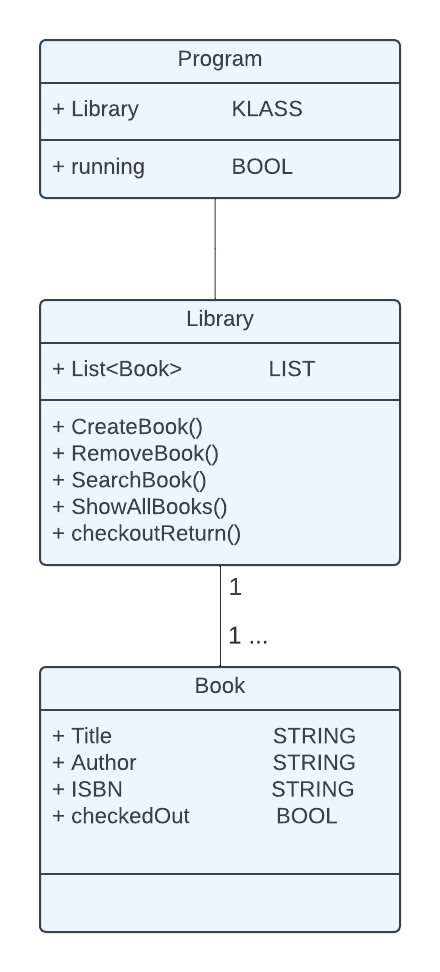 Program
+ Library KLASS
+ running BOOL
Library
+ List<Book> LIST
+ CreateBook()
+ RemoveBook()
+ SearchBook()
+ ShowAllBooks()
+ checkoutReturn()
1
1 ...
Book
+ Title STRING
+ Author STRING
+ ISBN STRING
+ checkedOut BOOL